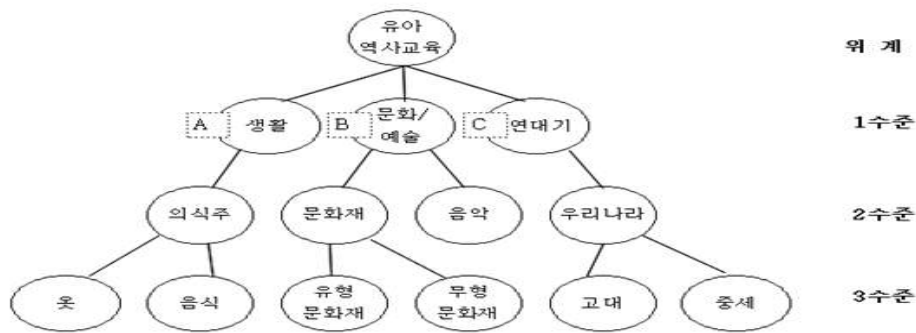 유아
역사교육
위 계
A 생활
B 문화/
예술
C 연대기
1수준
의식주
문화재
음악
우리나라
2수준
옷
음식
유형
문화재
무형
문화재
고대
중세
3수준